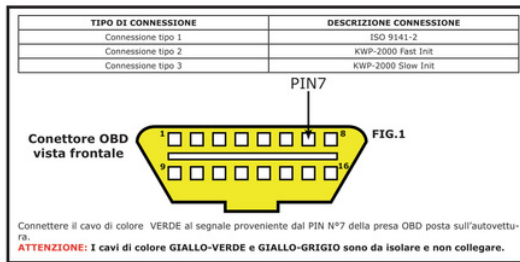 TIPO DI CONNESSIONE DESCRIZIONE CONNESSIONE
Connessione tipo 1 ISO 9141-2
Connessione tipo 2 KWP-2000 Fast Init
Connessione tipo 3 KWP-2000 Slow Init
PIN7
Conettore OBD
vista frontale
1 8
FIG.1
9 16
Connettere il cavo di colore VERDE al segnale proveniente dal PIN N°7 della presa OBD posta sull'autovettu-
ra.
ATTENZIONE: I cavi di colore GIALLO-VERDE e GIALLO-GRIGIO sono da isolare e non collegare.